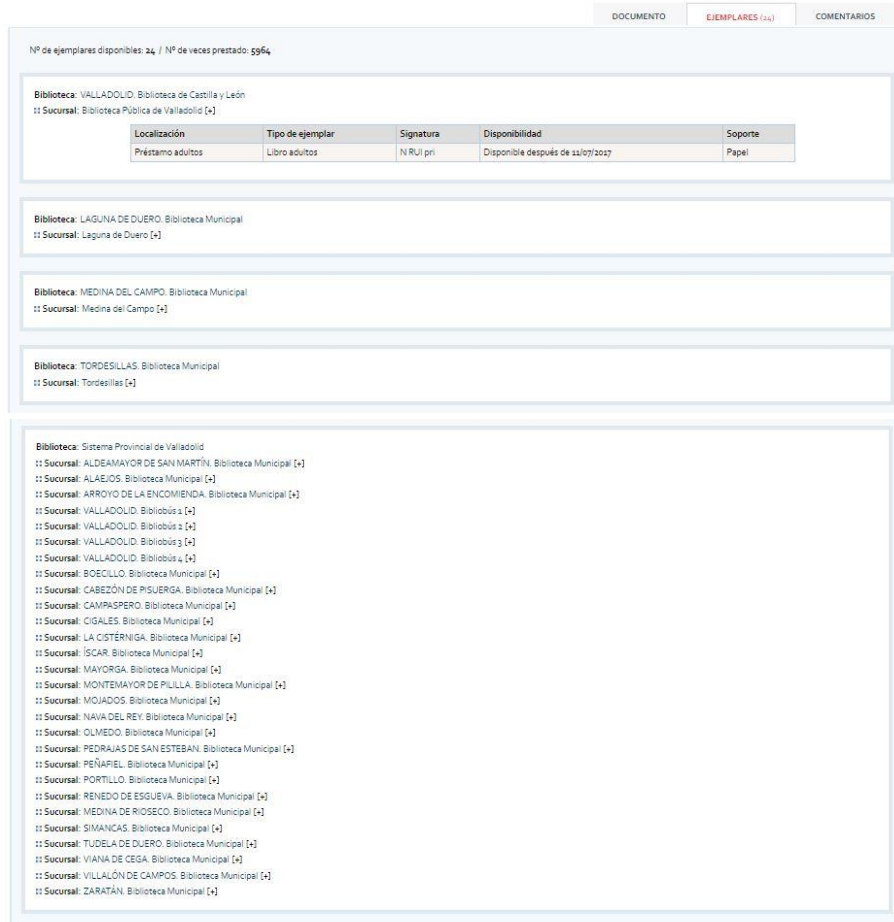 DOCUMENTO EJEMPLARES (24) COMENTARIOS
Nº de ejemplares disponibles: 24 / Nº de veces prestado: 5964
Biblioteca: VALLADOLID. Biblioteca de Castilla y León
:: Sucursal: Biblioteca Pública de Valladolid [+]
Localización Tipo de ejemplar Signatura Disponibilidad Soporte
Préstamo adultos Libro adultos N RUI pri Disponible después de 11/07/2017 Papel
Biblioteca: LAGUNA DE DUERO. Biblioteca Municipal
:: Sucursal: Laguna de Duero [+]
Biblioteca: MEDINA DEL CAMPO. Biblioteca Municipal
:: Sucursal: Medina del Campo [+]
Biblioteca: TORDESILLAS. Biblioteca Municipal
:: Sucursal: Tordesillas [+]
Biblioteca: Sistema Provincial de Valladolid
:: Sucursal: ALDEAMAYOR DE SAN MARTÍN. Biblioteca Municipal [+]
:: Sucursal: ALAEJOS. Biblioteca Municipal [+]
:: Sucursal: ARROYO DE LA ENCOMIENDA. Biblioteca Municipal [+]
:: Sucursal: VALLADOLID. Bibliobús 1 [+]
:: Sucursal: VALLADOLID. Bibliobús 2 [+]
:: Sucursal: VALLADOLID. Bibliobús 3 [+]
:: Sucursal: VALLADOLID. Bibliobús 4 [+]
:: Sucursal: BOECILLO. Biblioteca Municipal [+]
:: Sucursal: CABEZÓN DE PISUERGA. Biblioteca Municipal [+]
:: Sucursal: CAMPASPERO. Biblioteca Municipal [+]
:: Sucursal: CIGALES. Biblioteca Municipal [+]
:: Sucursal: LA CISTÉRNIGA. Biblioteca Municipal [+]
:: Sucursal: ÍSCAR. Biblioteca Municipal [+]
:: Sucursal: MAYORGA. Biblioteca Municipal [+]
:: Sucursal: MONTEMAYOR DE PILILLA. Biblioteca Municipal [+]
:: Sucursal: MOJADOS. Biblioteca Municipal [+]
:: Sucursal: NAVA DEL REY. Biblioteca Municipal [+]
:: Sucursal: OLMEDO. Biblioteca Municipal [+]
:: Sucursal: PEDRAJAS DE SAN ESTEBAN. Biblioteca Municipal [+]
:: Sucursal: PEÑAFIEL. Biblioteca Municipal [+]
:: Sucursal: PORTILLO. Biblioteca Municipal [+]
:: Sucursal: RENEDO DE ESGUEVA. Biblioteca Municipal [+]
:: Sucursal: MEDINA DE RIOSECO. Biblioteca Municipal [+]
:: Sucursal: SIMANCAS. Biblioteca Municipal [+]
:: Sucursal: TUDELA DE DUERO. Biblioteca Municipal [+]
:: Sucursal: VIANA DE CEGA. Biblioteca Municipal [+]
:: Sucursal: VILLALÓN DE CAMPOS. Biblioteca Municipal [+]
:: Sucursal: ZARATÁN. Biblioteca Municipal [+]